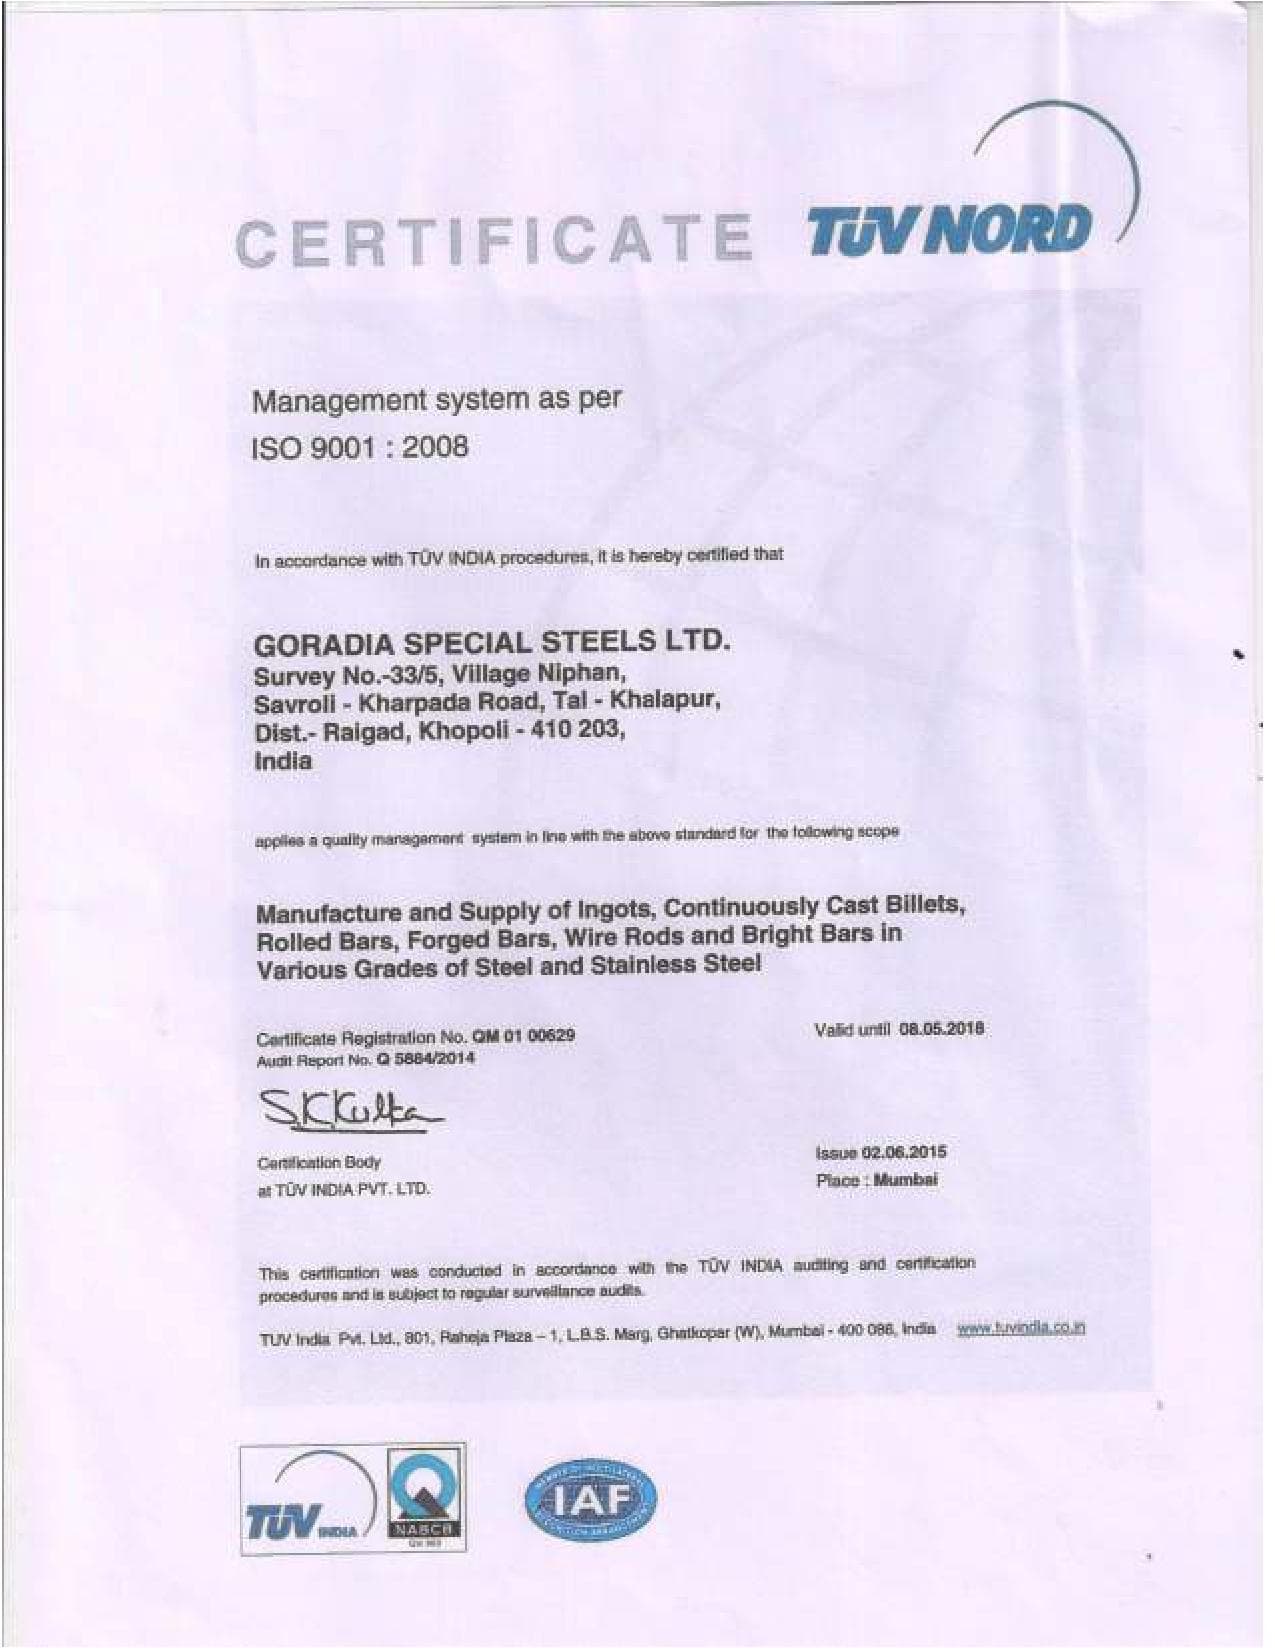 CERTIFICATE
TÜV NORD
Management system as per
ISO 9001 : 2008
In accordance with TÜV INDIA procedures, it is hereby certified that
GORADIA SPECIAL STEELS LTD.
Survey No.-33/5, Village Niphan,
Savroli - Kharpada Road, Tal - Khalapur,
Dist.- Raigad, Khopoli - 410 203,
India
applies a quality management system in line with the above standard for the following scope
Manufacture and Supply of Ingots, Continuously Cast Billets,
Rolled Bars, Forged Bars, Wire Rods and Bright Bars in
Various Grades of Steel and Stainless Steel
Certificate Registration No. QM 01 00629
Valid until 08.05.2018
Audit Report No. Q 5884/2014
S.K.Kulka
Certification Body
at TÜV INDIA PVT. LTD.
Issue 02.06.2015
Place : Mumbai
This certification was conducted in accordance with the TÜV INDIA auditing and certification
procedures and is subject to regular surveillance audits.
TUV India Pvt. Ltd., 801, Raheja Plaza – 1, L.B.S. Marg, Ghatkopar (W), Mumbai - 400 086, India www.tuvindia.co.in
TÜV INDIA
NABCB
IAF